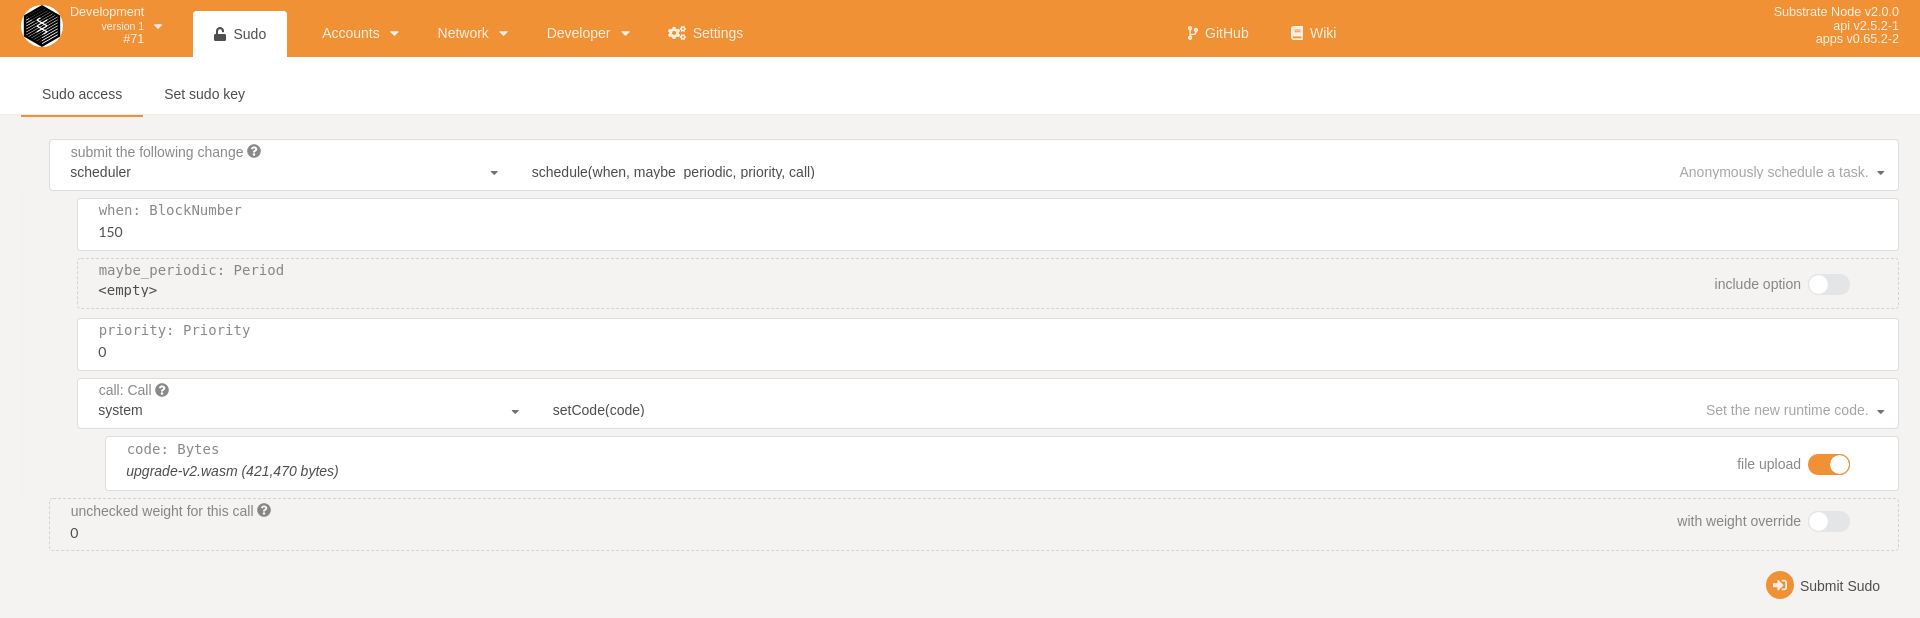 Development
version 1
#71
Sudo
Accounts
Network
Developer
Settings
GitHub
Wiki
Substrate Node v2.0.0
api v2.5.2-1
apps v0.65.2-2
Sudo access
Set sudo key
submit the following change
scheduler
schedule(when, maybe_periodic, priority, call)
Anonymously schedule a task.
when: BlockNumber
150
maybe_periodic: Period
<empty>
include option
priority: Priority
0
call: Call
system
setCode(code)
Set the new runtime code.
code: Bytes
upgrade-v2.wasm (421,470 bytes)
file upload
unchecked weight for this call
0
with weight override
Submit Sudo